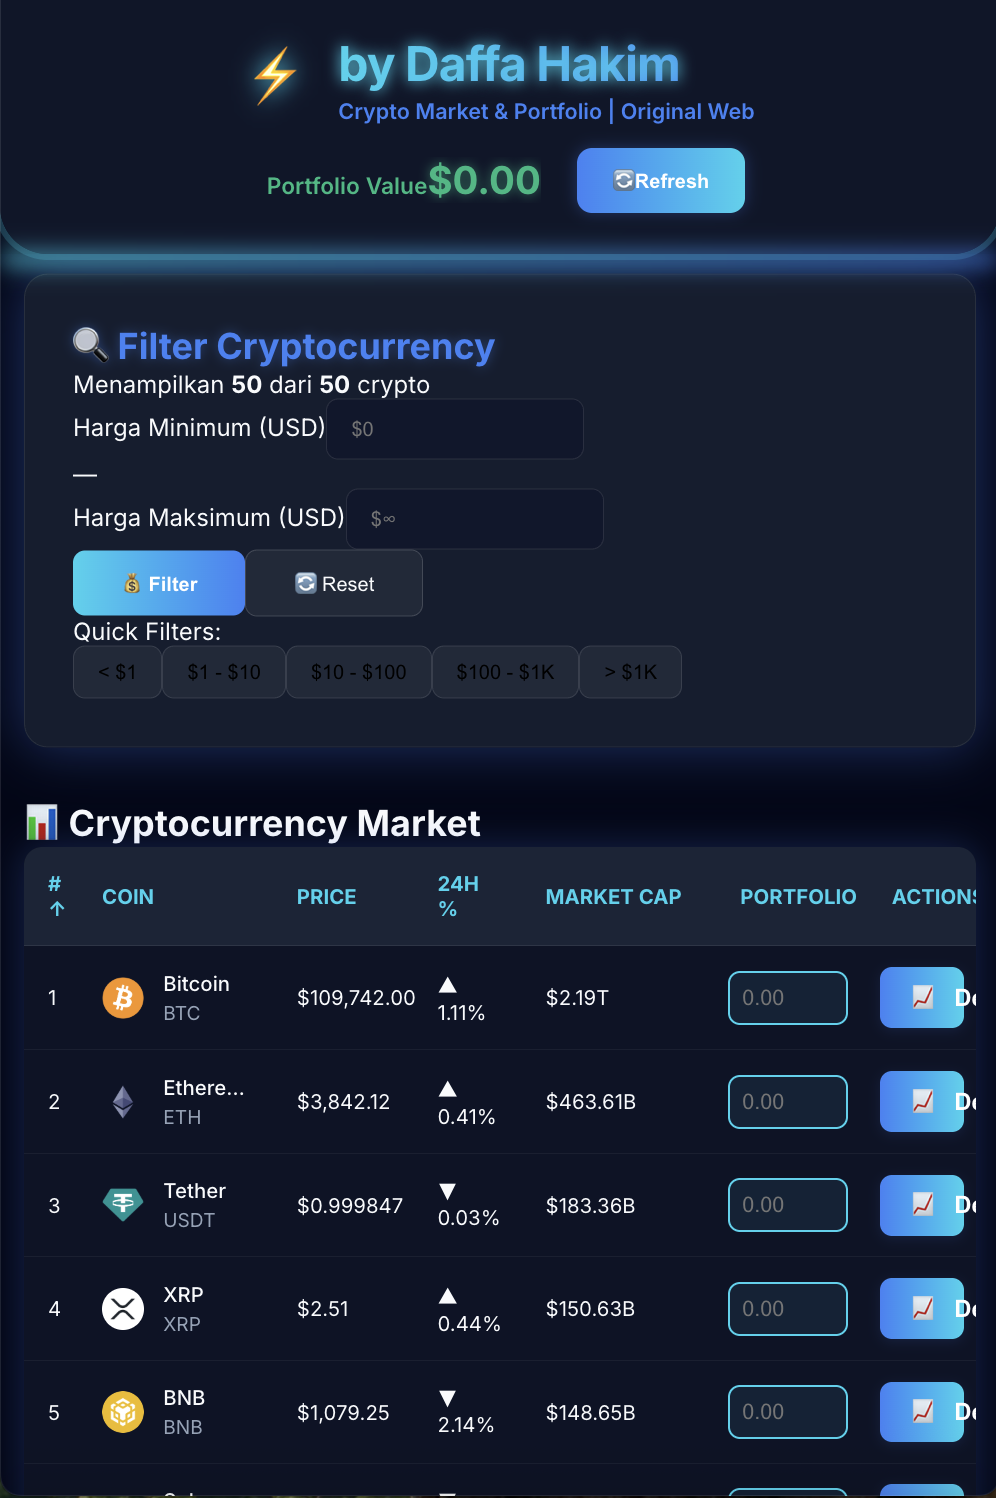 by Daffa Hakim
Crypto Market & Portfolio | Original Web
Portfolio Value$0.00
Refresh
Filter Cryptocurrency
Menampilkan 50 dari 50 crypto
Harga Minimum (USD) $0
—
Harga Maksimum (USD) $∞
Filter Reset
Quick Filters:
< $1 $1 - $10 $10 - $100 $100 - $1K > $1K
Cryptocurrency Market
# ↑ COIN PRICE 24H % MARKET CAP PORTFOLIO ACTIONS
1 Bitcoin BTC $109,742.00 ▲ 1.11% $2.19T 0.00
2 Ethere... ETH $3,842.12 ▲ 0.41% $463.61B 0.00
3 Tether USDT $0.999847 ▼ 0.03% $183.36B 0.00
4 XRP XRP $2.51 ▲ 0.44% $150.63B 0.00
5 BNB BNB $1,079.25 ▼ 2.14% $148.65B 0.00